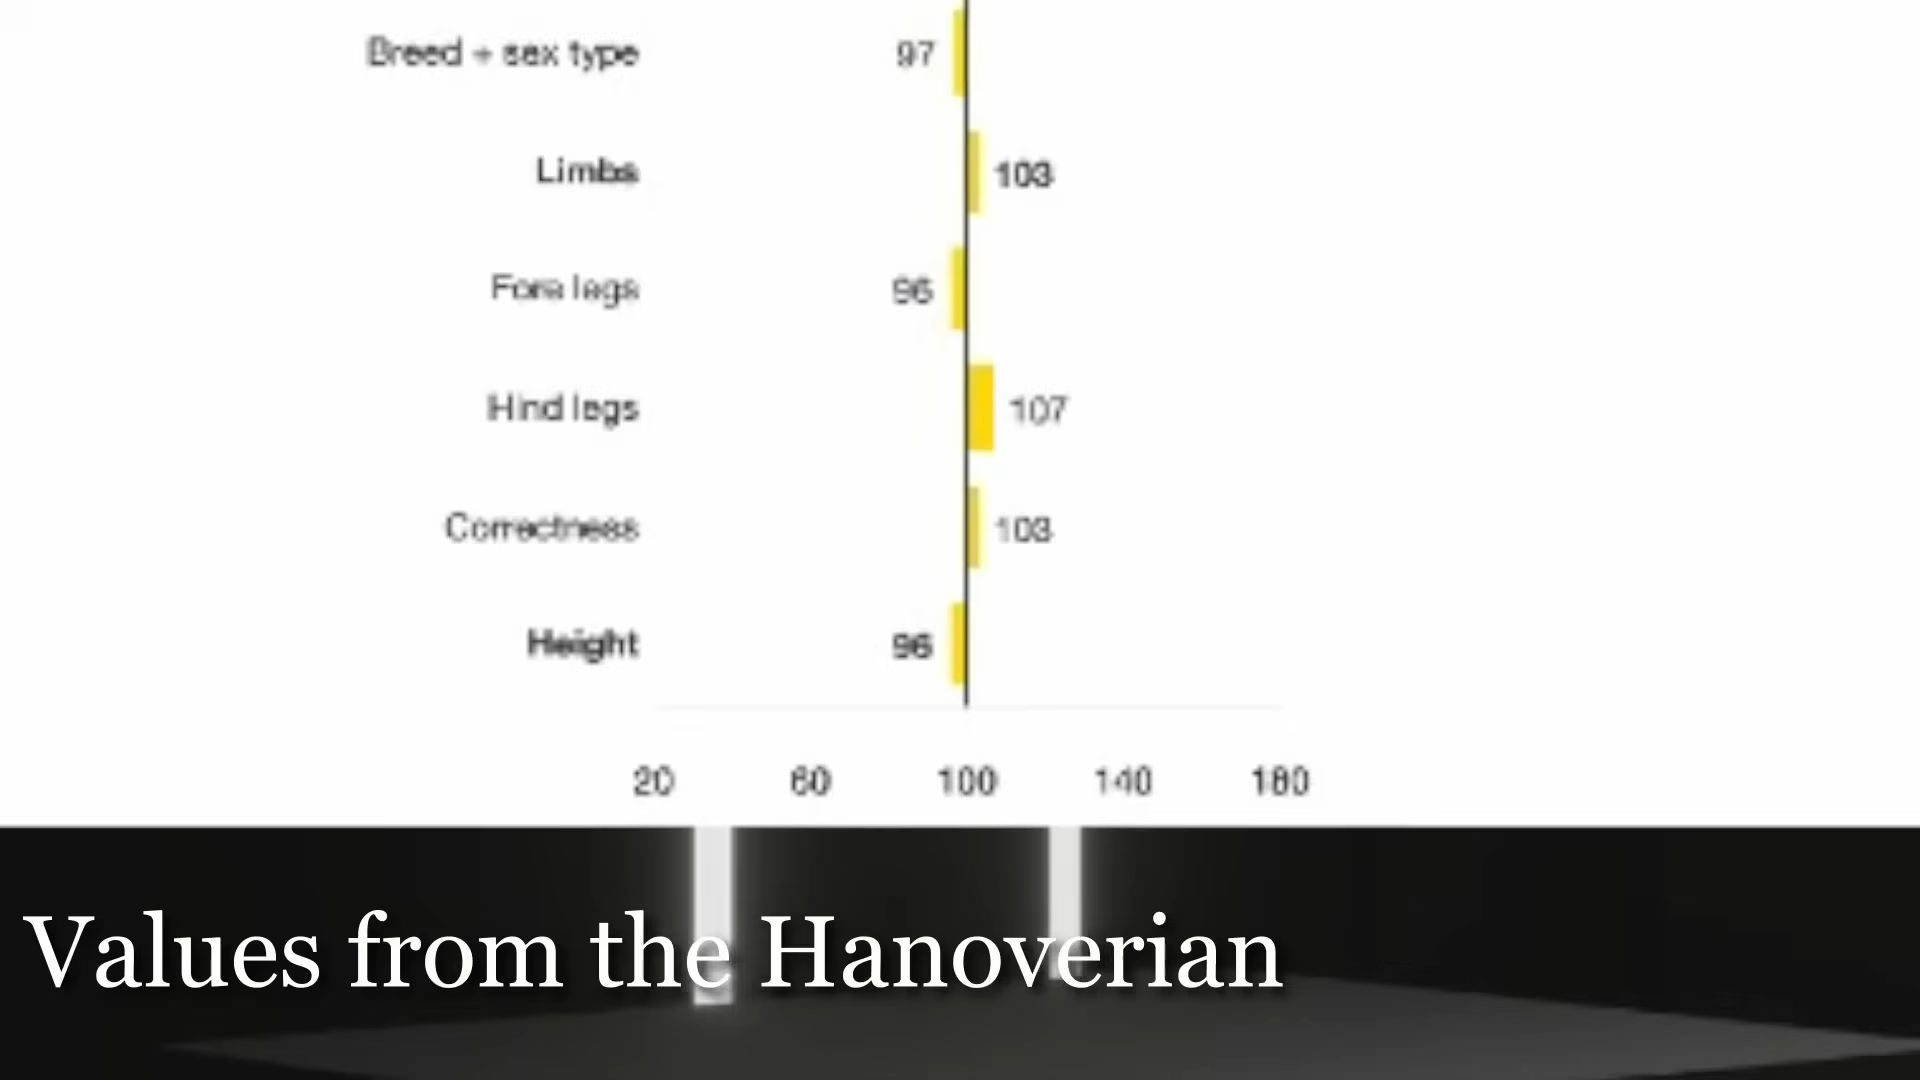 Breed + sex type 97
Limbs 103
Fore legs 96
Hind legs 107
Correctness 103
Height 96
20 60 100 140 180
Values from the Hanoverian